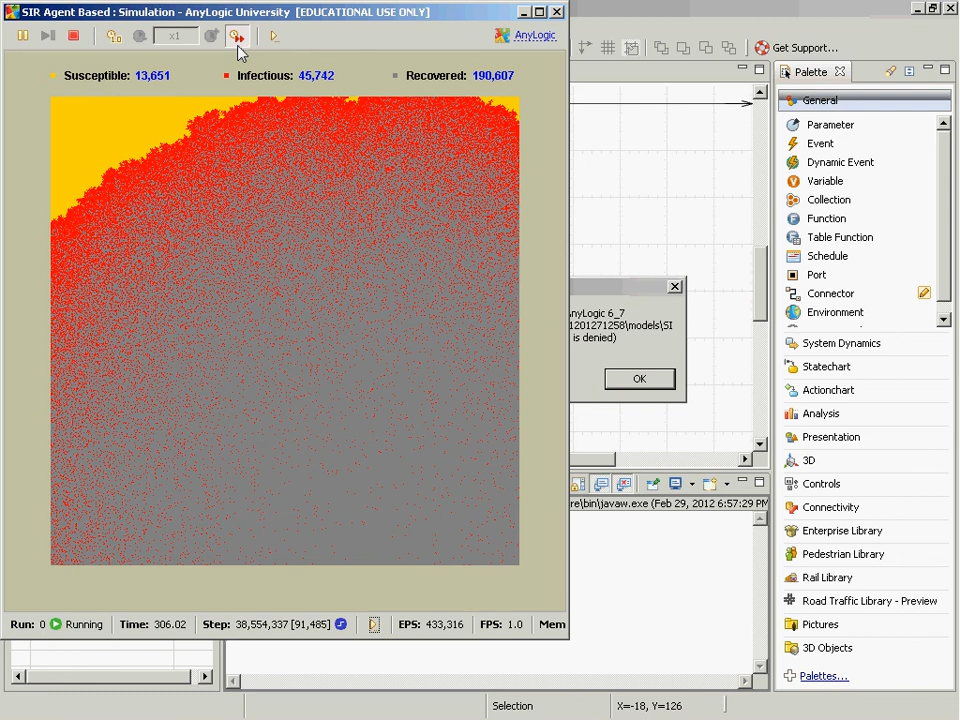 SIR Agent Based : Simulation - AnyLogic University [EDUCATIONAL USE ONLY]
x1
AnyLogic
Susceptible: 13,651
Infectious: 45,742
Recovered: 190,607
Run: 0
Running
Time: 306.02
Step: 38,554,337 [91,485]
EPS: 433,316
FPS: 1.0
Mem
Get Support...
nyLogic 6_7
1201271258\models\SI
is denied)
OK
re\bin\javaw.exe (Feb 29, 2012 6:57:29 PM
Palette
General
Parameter
Event
Dynamic Event
Variable
Collection
Function
Table Function
Schedule
Port
Connector
Environment
System Dynamics
Statechart
Actionchart
Analysis
Presentation
3D
Controls
Connectivity
Enterprise Library
Pedestrian Library
Rail Library
Road Traffic Library - Preview
Pictures
3D Objects
Palettes...
Selection
X=-18, Y=126